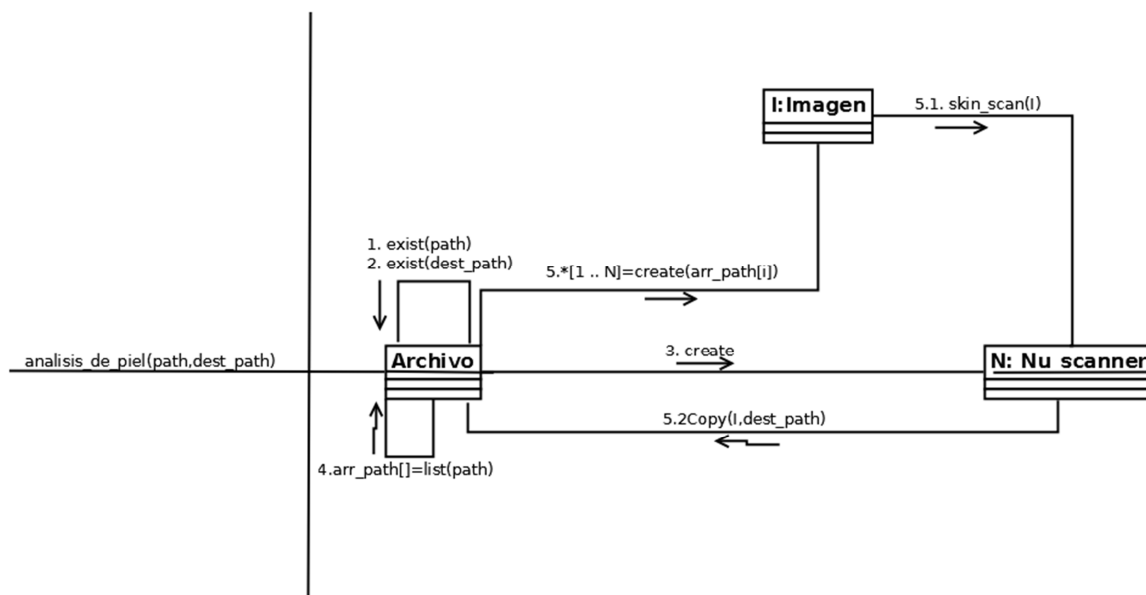 I:Imagen
5.1. skin_scan(I)
1. exist(path)
2. exist(dest_path)
5.*[1 .. N]=create(arr_path[i])
analisis_de_piel(path,dest_path)
Archivo
3. create
N: Nu scanner
5.2Copy(I,dest_path)
4.arr_path[]=list(path)